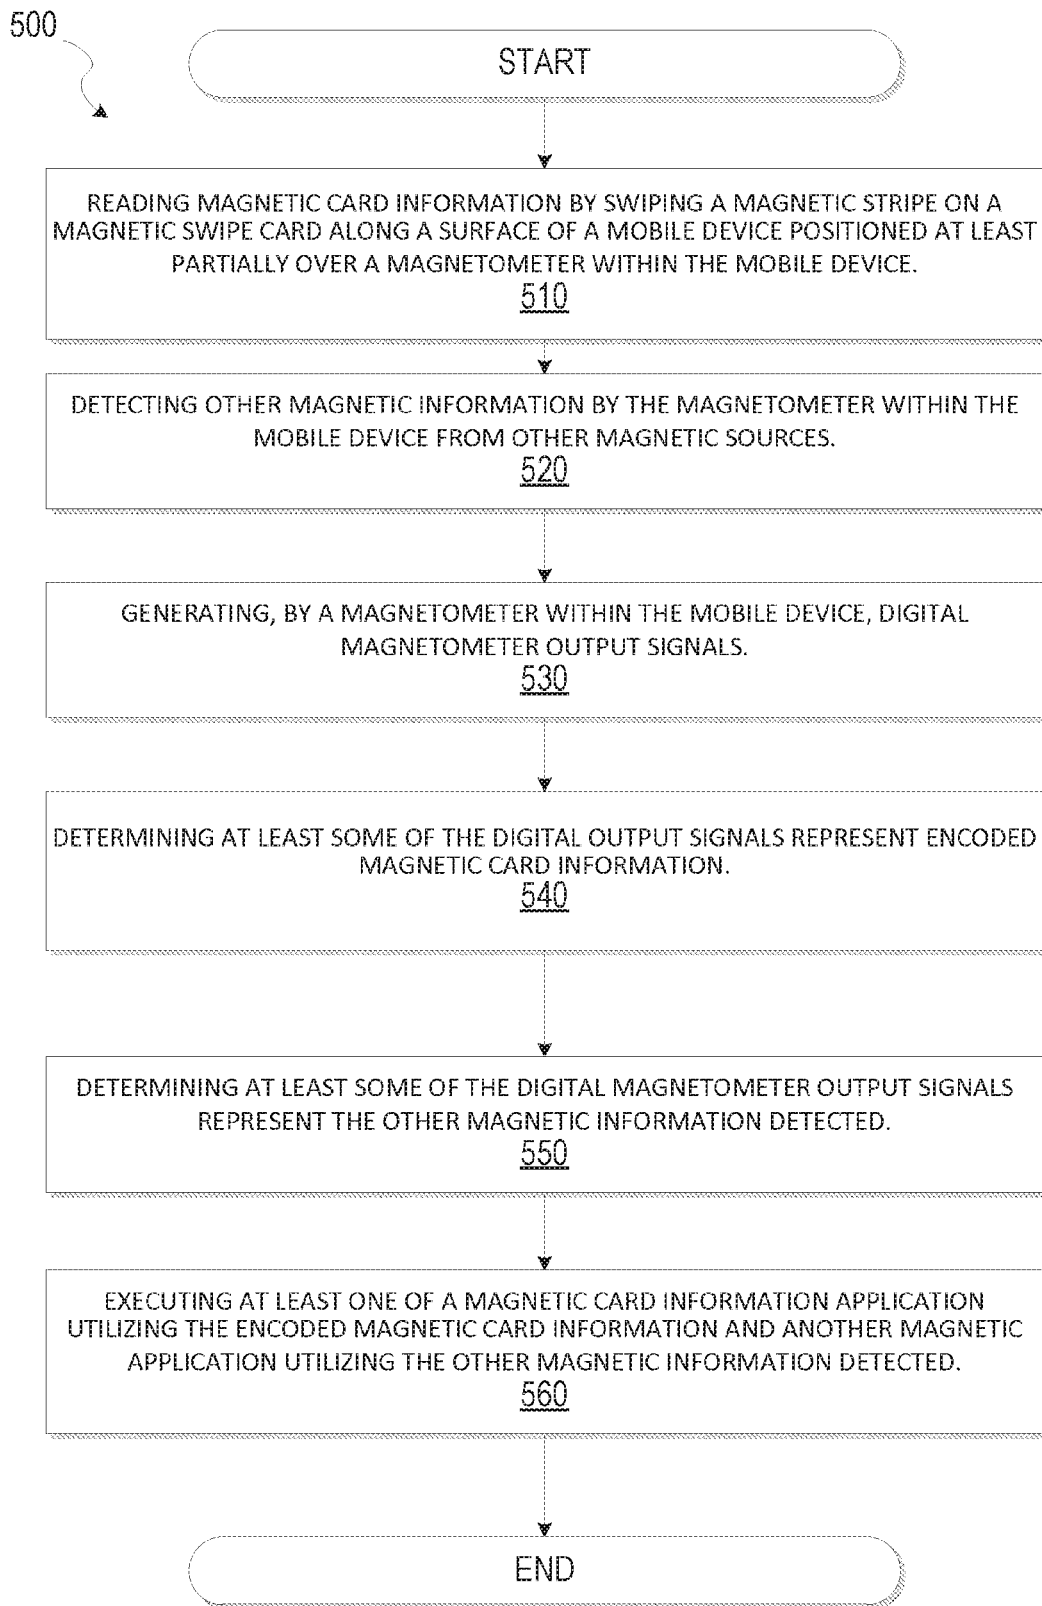 500
START
READING MAGNETIC CARD INFORMATION BY SWIPING A MAGNETIC STRIPE ON A
MAGNETIC SWIPE CARD ALONG A SURFACE OF A MOBILE DEVICE POSITIONED AT LEAST
PARTIALLY OVER A MAGNETOMETER WITHIN THE MOBILE DEVICE.
510
DETECTING OTHER MAGNETIC INFORMATION BY THE MAGNETOMETER WITHIN THE
MOBILE DEVICE FROM OTHER MAGNETIC SOURCES.
520
GENERATING, BY A MAGNETOMETER WITHIN THE MOBILE DEVICE, DIGITAL
MAGNETOMETER OUTPUT SIGNALS.
530
DETERMINING AT LEAST SOME OF THE DIGITAL OUTPUT SIGNALS REPRESENT ENCODED
MAGNETIC CARD INFORMATION.
540
DETERMINING AT LEAST SOME OF THE DIGITAL MAGNETOMETER OUTPUT SIGNALS
REPRESENT THE OTHER MAGNETIC INFORMATION DETECTED.
550
EXECUTING AT LEAST ONE OF A MAGNETIC CARD INFORMATION APPLICATION
UTILIZING THE ENCODED MAGNETIC CARD INFORMATION AND ANOTHER MAGNETIC
APPLICATION UTILIZING THE OTHER MAGNETIC INFORMATION DETECTED.
560
END